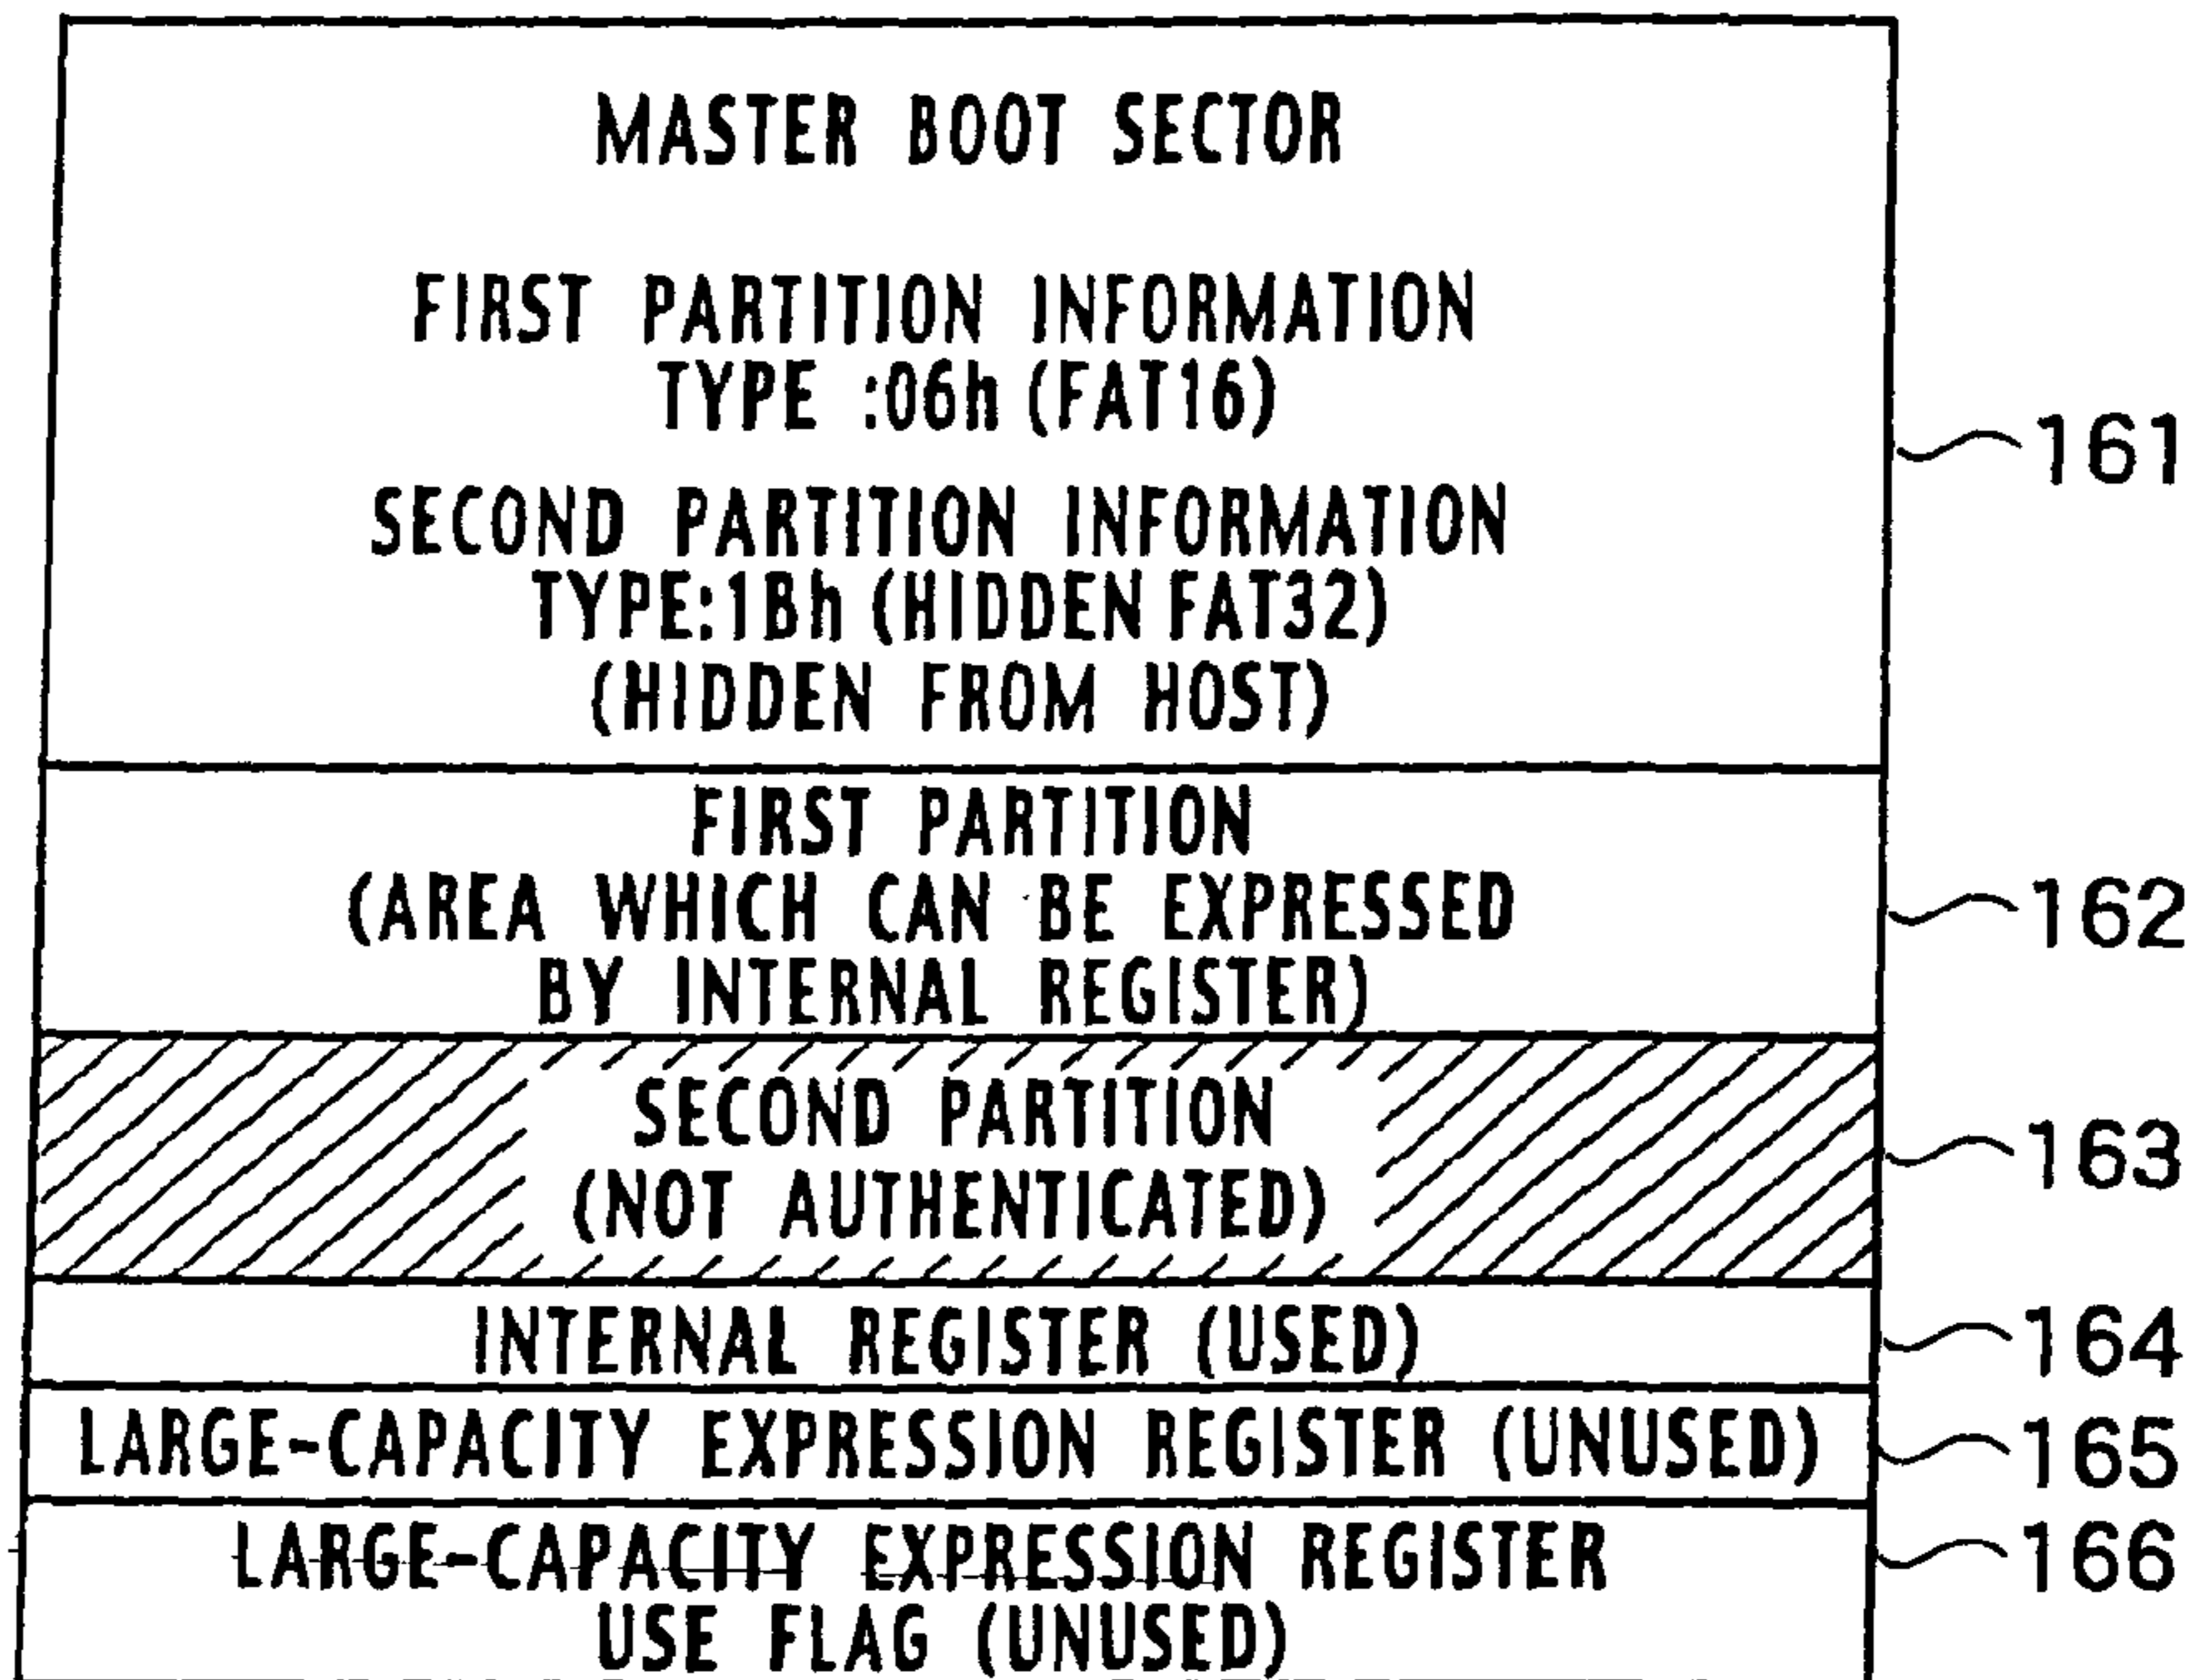 MASTER BOOT SECTOR
FIRST PARTITION INFORMATION
TYPE :06h (FAT16)
161
SECOND PARTITION INFORMATION
TYPE:1Bh (HIDDEN FAT32)
(HIDDEN FROM HOST)
FIRST PARTITION
(AREA WHICH CAN BE EXPRESSED
162
BY INTERNAL REGISTER)
SECOND PARTITION
163
(NOT AUTHENTICATED)
INTERNAL REGISTER (USED)
164
LARGE-CAPACITY EXPRESSION REGISTER (UNUSED)
165
LARGE-CAPACITY EXPRESSION REGISTER
166
USE FLAG (UNUSED)